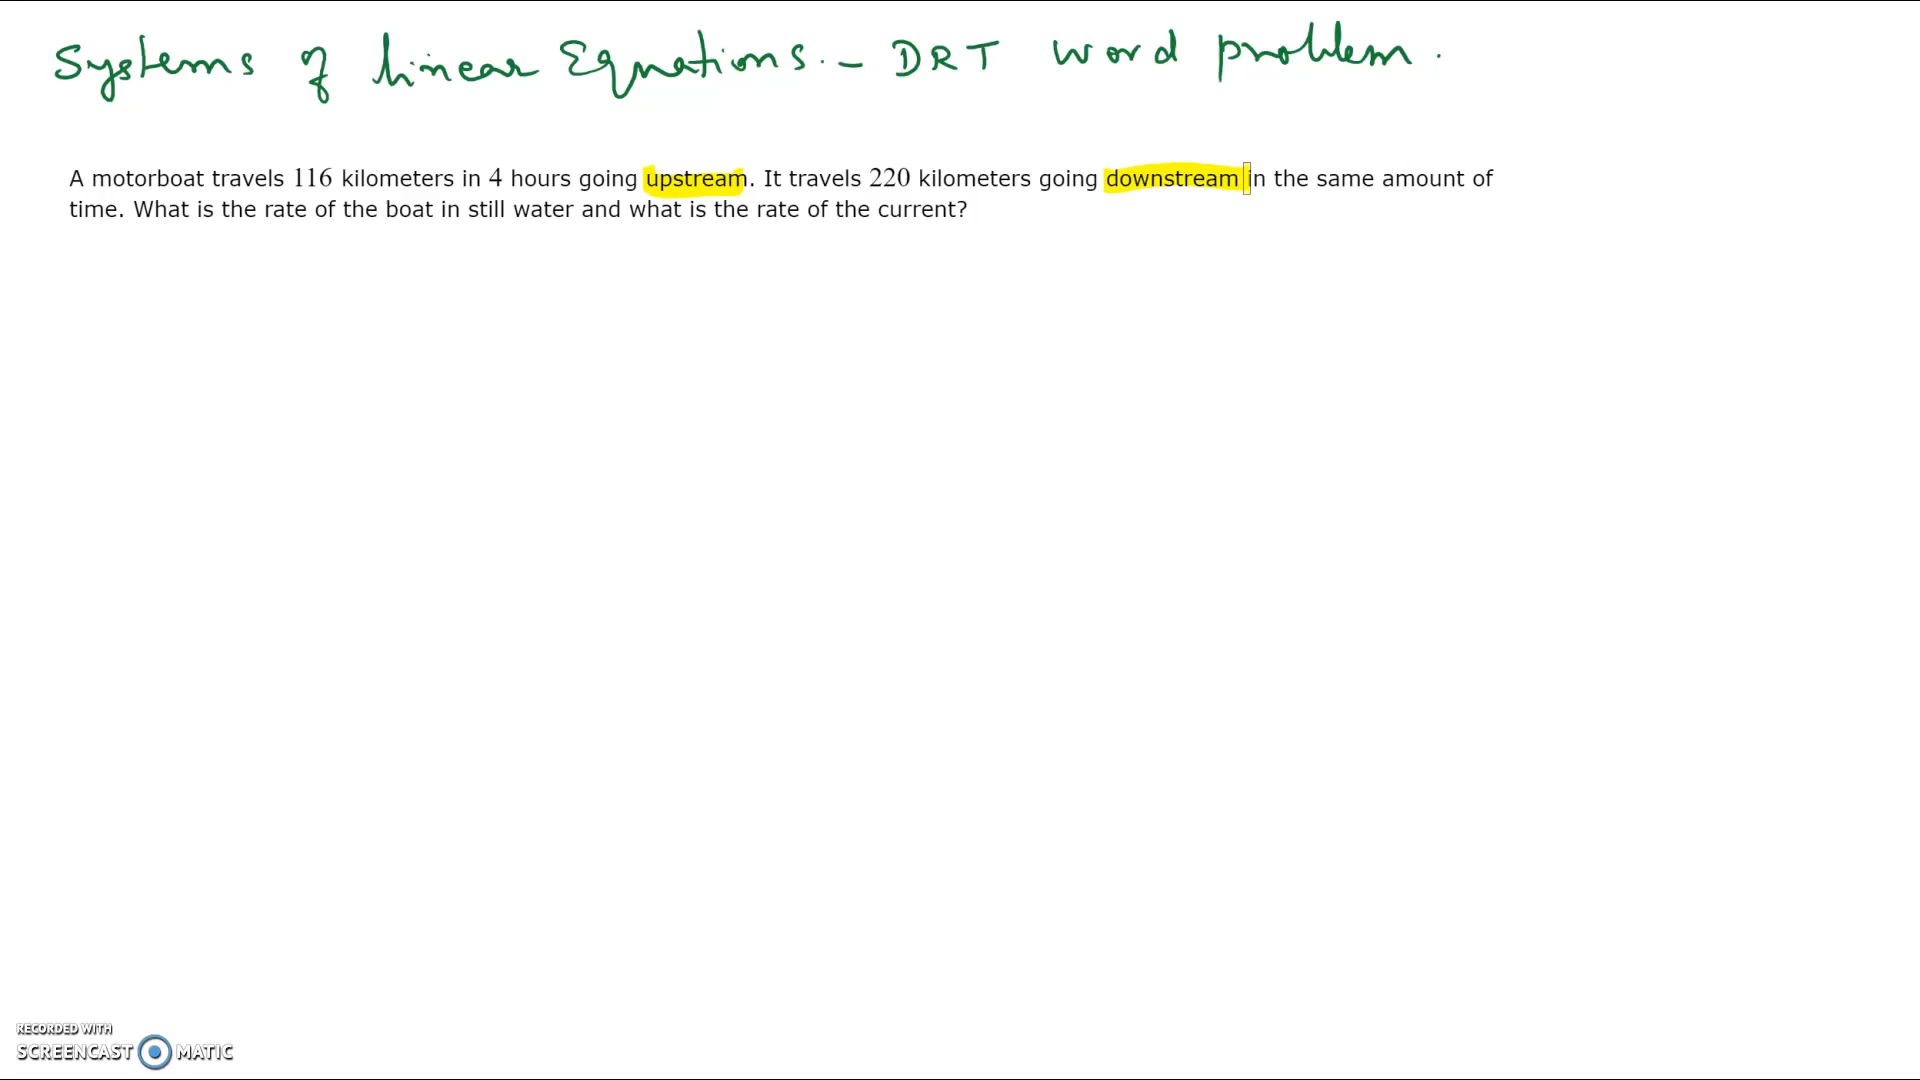 Systems of linear Equations. - DRT word problem.
A motorboat travels 116 kilometers in 4 hours going upstream. It travels 220 kilometers going downstream in the same amount of
time. What is the rate of the boat in still water and what is the rate of the current?
RECORDED WITH
SCREENCAST MATIC